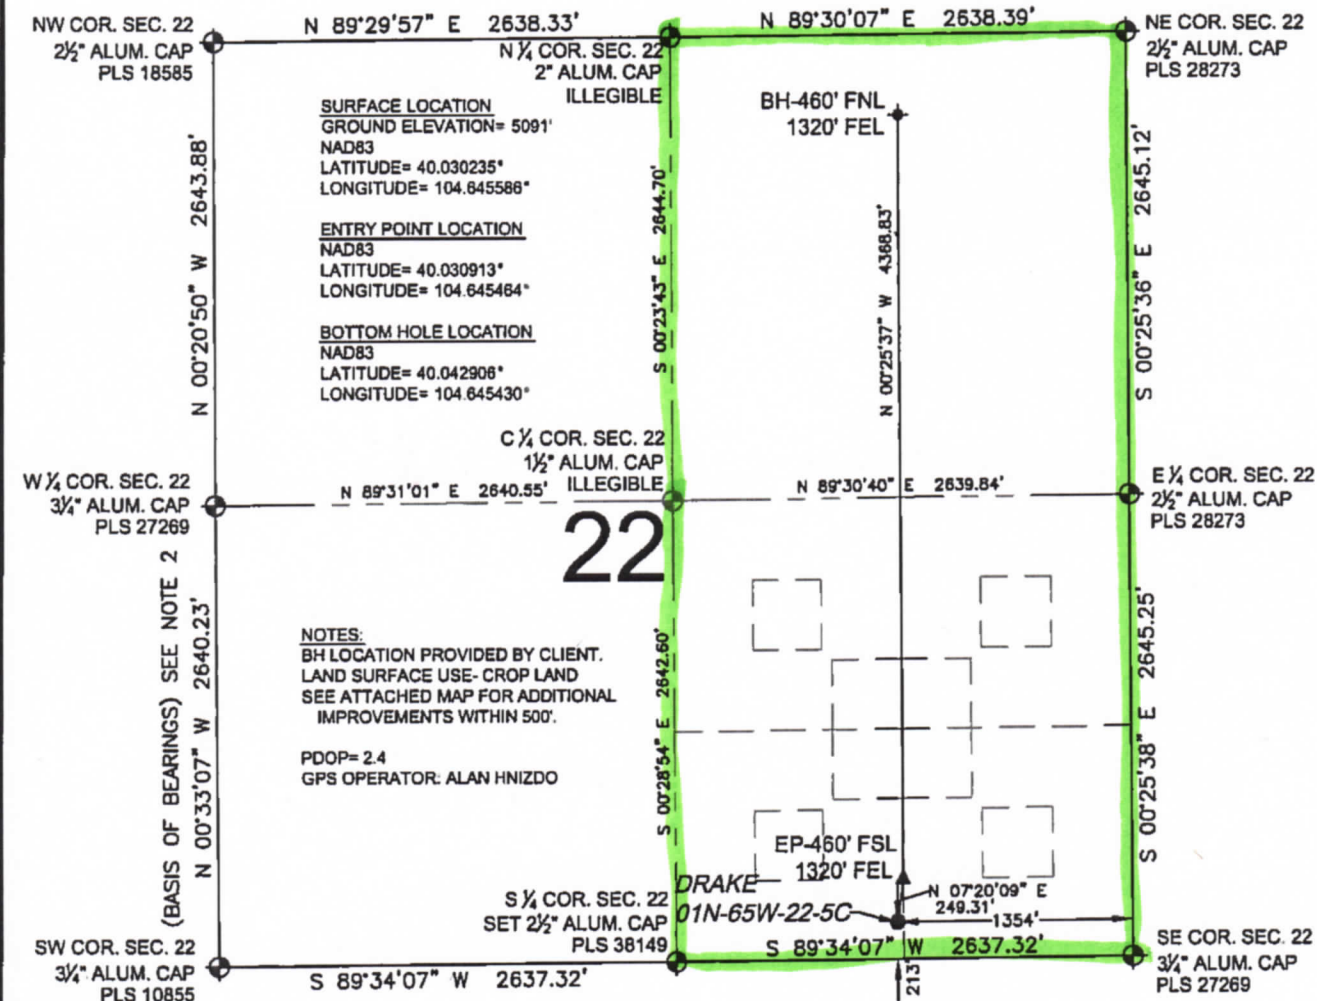 NW COR. SEC. 22
2½" ALUM. CAP
PLS 18585
N 89°29'57" E 2638.33'
N ¼ COR. SEC. 22
2" ALUM. CAP
ILLEGIBLE
N 89°30'07" E 2638.39'
NE COR. SEC. 22
2½" ALUM. CAP
PLS 28273
SURFACE LOCATION
GROUND ELEVATION= 5091'
NAD83
LATITUDE= 40.030235°
LONGITUDE= 104.645586°
ENTRY POINT LOCATION
NAD83
LATITUDE= 40.030913°
LONGITUDE= 104.645464°
BOTTOM HOLE LOCATION
NAD83
LATITUDE= 40.042906°
LONGITUDE= 104.645430°
BH-460' FNL
1320' FEL
N 00°20'50" W 2643.88'
S 00°23'43" E 2644.70'
N 00°25'37" W 4368.83'
S 00°25'36" E 2645.12'
C ¼ COR. SEC. 22
1½" ALUM. CAP
ILLEGIBLE
W ¼ COR. SEC. 22
3¼" ALUM. CAP
PLS 27269
N 89°31'01" E 2640.55'
N 89°30'40" E 2639.84'
E ¼ COR. SEC. 22
2½" ALUM. CAP
PLS 28273
22
(BASIS OF BEARINGS) SEE NOTE 2
N 00°33'07" W 2640.23'
NOTES:
BH LOCATION PROVIDED BY CLIENT.
LAND SURFACE USE- CROP LAND
SEE ATTACHED MAP FOR ADDITIONAL
IMPROVEMENTS WITHIN 500'.
PDOP= 2.4
GPS OPERATOR: ALAN HNIZDO
S 00°28'54" E 2642.60'
S 00°25'38" E 2645.25'
EP-460' FSL
1320' FEL
DRAKE
01N-65W-22-5C
N 07°20'09" E
249.31'
1354'
S ¼ COR. SEC. 22
SET 2½" ALUM. CAP
PLS 38149
SW COR. SEC. 22
3¼" ALUM. CAP
PLS 10855
S 89°34'07" W 2637.32'
S 89°34'07" W 2637.32'
213'
SE COR. SEC. 22
3¼" ALUM. CAP
PLS 27269